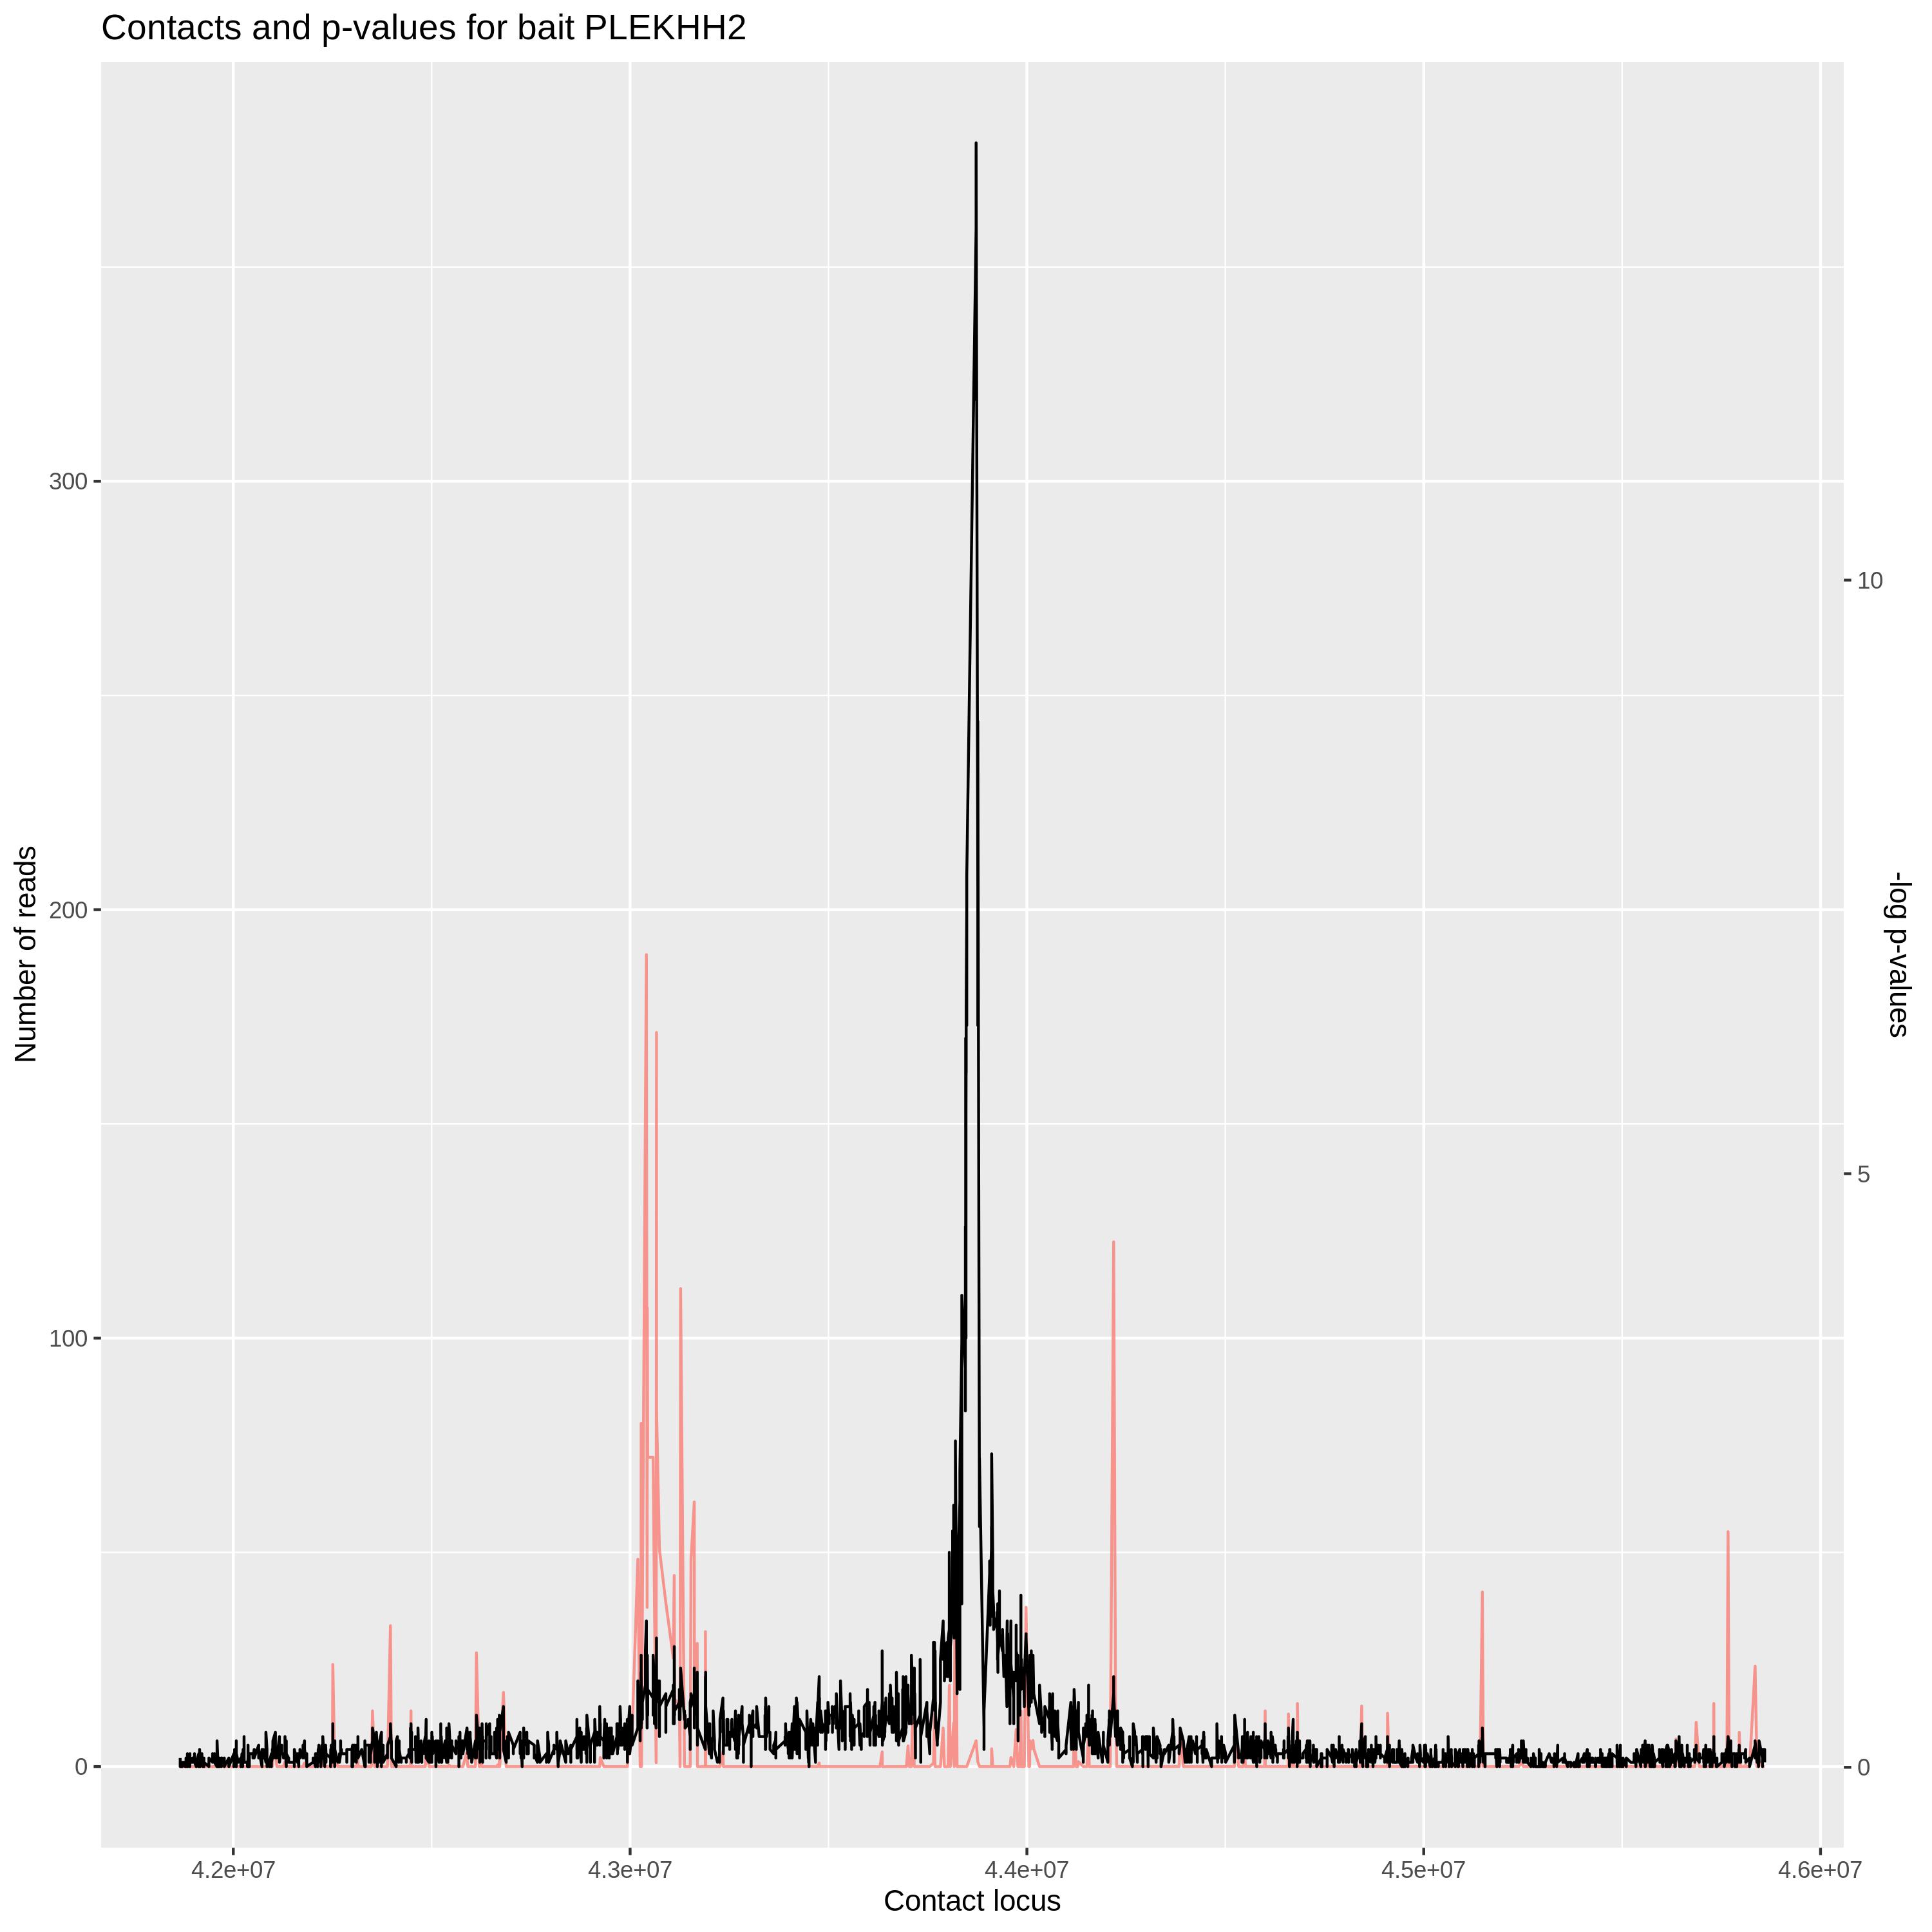 Contacts and p-values for bait PLEKHH2
300
200
100
0
10
5
0
Number of reads
-log p-values
4.2e+07 4.3e+07 4.4e+07 4.5e+07 4.6e+07
Contact locus